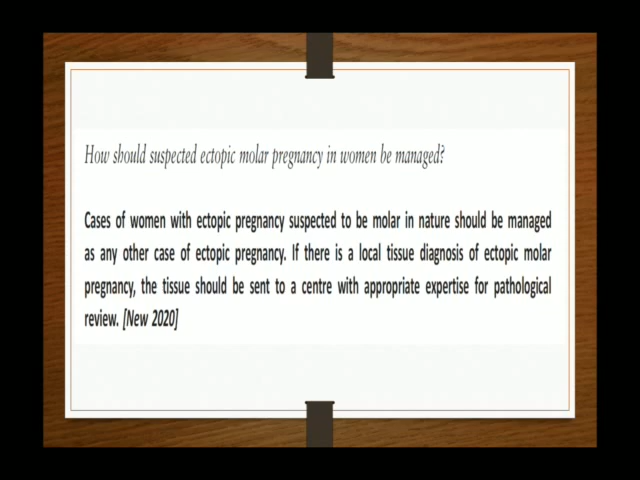 How should suspected ectopic molar pregnancy in women be managed?
Cases of women with ectopic pregnancy suspected to be molar in nature should be managed
as any other case of ectopic pregnancy. If there is a local tissue diagnosis of ectopic molar
pregnancy, the tissue should be sent to a centre with appropriate expertise for pathological
review. [New 2020]